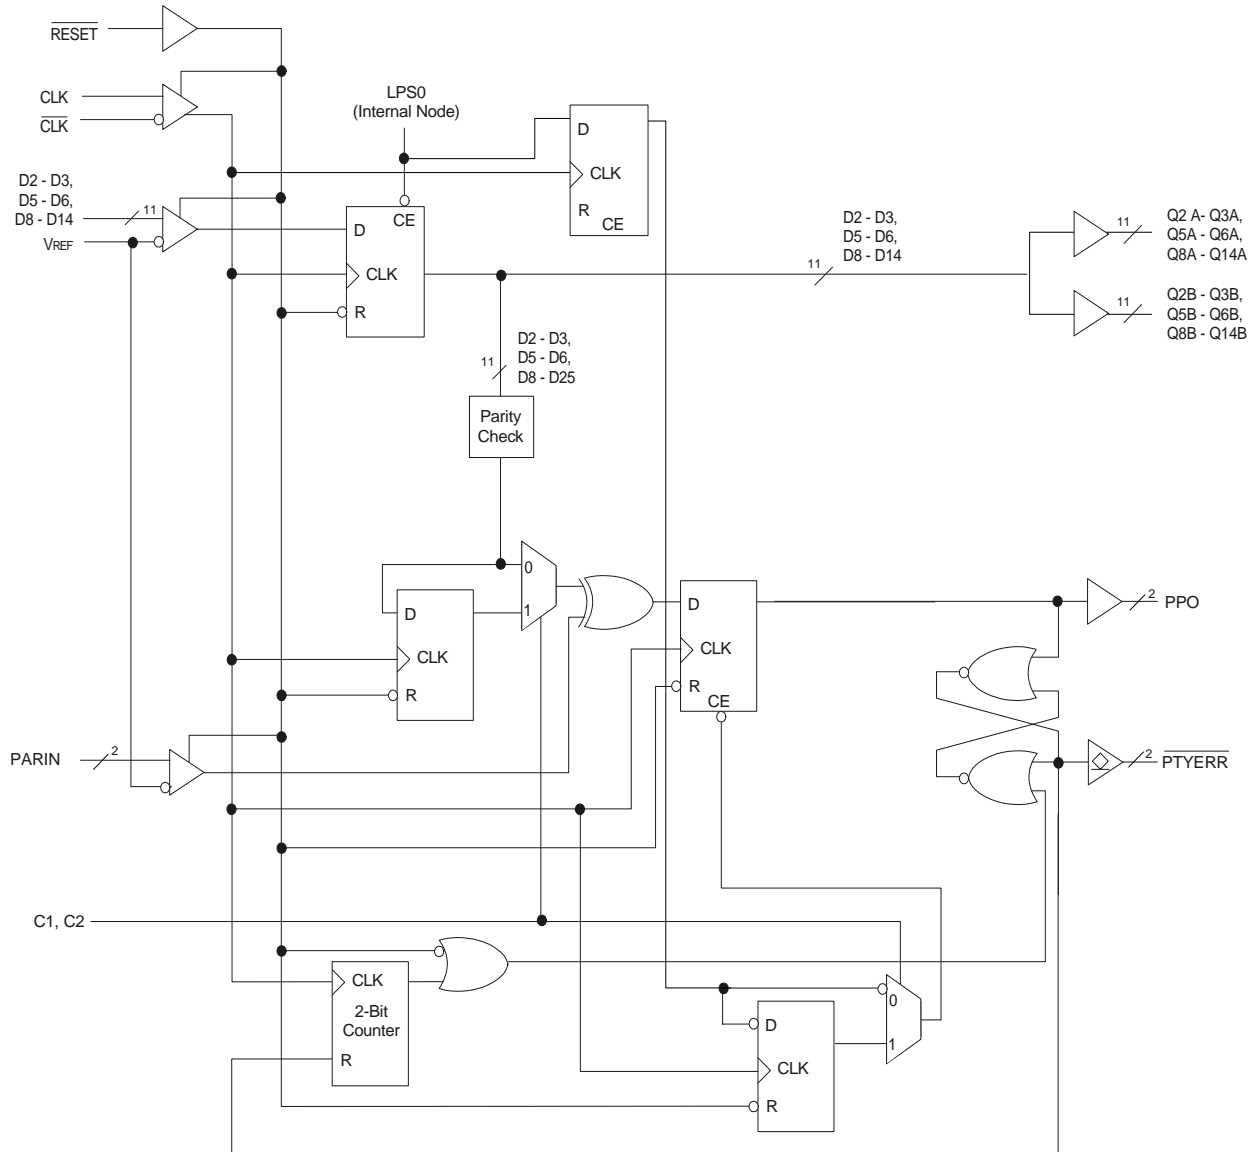 RESET
CLK
CLK
D2 - D3,
D5 - D6,
D8 - D14
11
VREF
LPS0
(Internal Node)
D
CLK
R
CE
CE
D
CLK
R
D2 - D3,
D5 - D6,
D8 - D14
11
11
Q2 A- Q3A,
Q5A - Q6A,
Q8A - Q14A
11
Q2B - Q3B,
Q5B - Q6B,
Q8B - Q14B
D2 - D3,
D5 - D6,
D8 - D25
11
Parity
Check
0
1
D
CLK
R
D
CLK
R
CE
2
PPO
PARIN
2
2
PTYERR
C1, C2
CLK
2-Bit
Counter
R
0
1
D
CLK
R